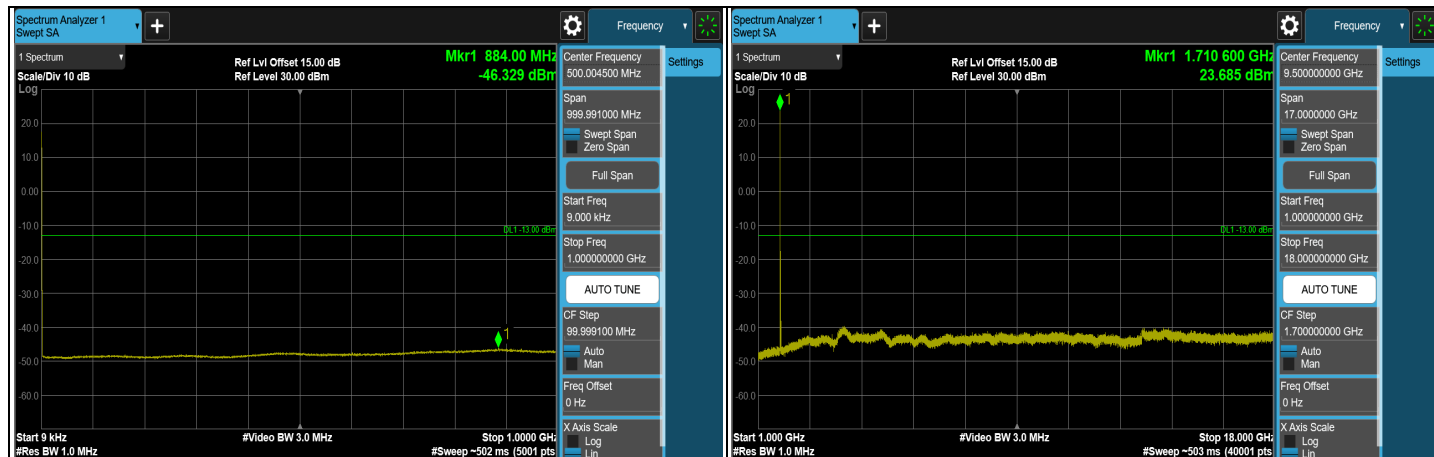 Spectrum Analyzer 1
Swept SA
+
Frequency
1 Spectrum
Ref Lvl Offset 15.00 dB
Mkr1 884.00 MHz
Scale/Div 10 dB
Ref Level 30.00 dBm
-46.329 dBm
Log
20.0
10.0
0.00
-10.0
-20.0
-30.0
-40.0
-50.0
-60.0
DL1 -13.00 dBm
1
Start 9 kHz
#Video BW 3.0 MHz
Stop 1.0000 GHz
#Res BW 1.0 MHz
#Sweep ~502 ms (5001 pts
Center Frequency
500.004500 MHz
Settings
Span
999.991000 MHz
Swept Span
Zero Span
Full Span
Start Freq
9.000 kHz
Stop Freq
1.000000000 GHz
AUTO TUNE
CF Step
99.999100 MHz
Auto
Man
Freq Offset
0 Hz
X Axis Scale
Log
Lin
Spectrum Analyzer 1
Swept SA
+
Frequency
1 Spectrum
Ref Lvl Offset 15.00 dB
Mkr1 1.710 600 GHz
Scale/Div 10 dB
Ref Level 30.00 dBm
23.685 dBm
Log
1
20.0
10.0
0.00
-10.0
-20.0
-30.0
-40.0
-50.0
-60.0
DL1 -13.00 dBm
Start 1.000 GHz
#Video BW 3.0 MHz
Stop 18.000 GHz
#Res BW 1.0 MHz
#Sweep ~503 ms (40001 pts
Center Frequency
9.500000000 GHz
Settings
Span
17.0000000 GHz
Swept Span
Zero Span
Full Span
Start Freq
1.000000000 GHz
Stop Freq
18.000000000 GHz
AUTO TUNE
CF Step
1.700000000 GHz
Auto
Man
Freq Offset
0 Hz
X Axis Scale
Log
Lin